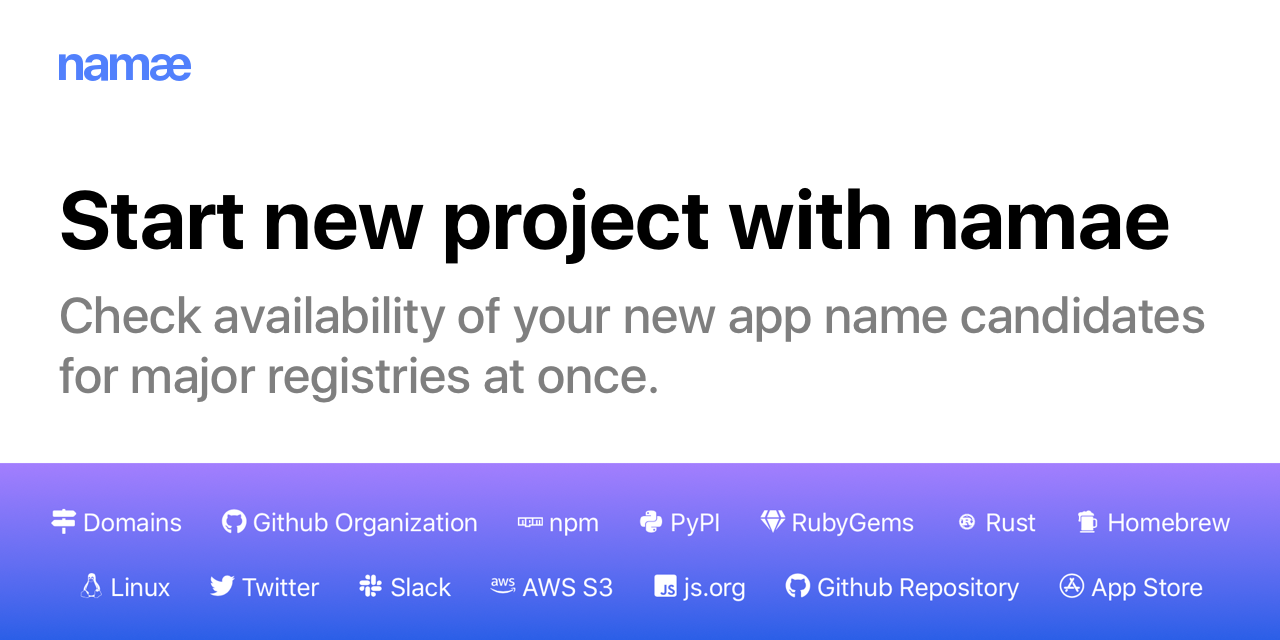 namæ
Start new project with namae
Check availability of your new app name candidates
for major registries at once.
Domains Github Organization npm npm PyPI RubyGems R Rust Homebrew
Linux Twitter Slack aws AWS S3 JS js.org Github Repository App Store